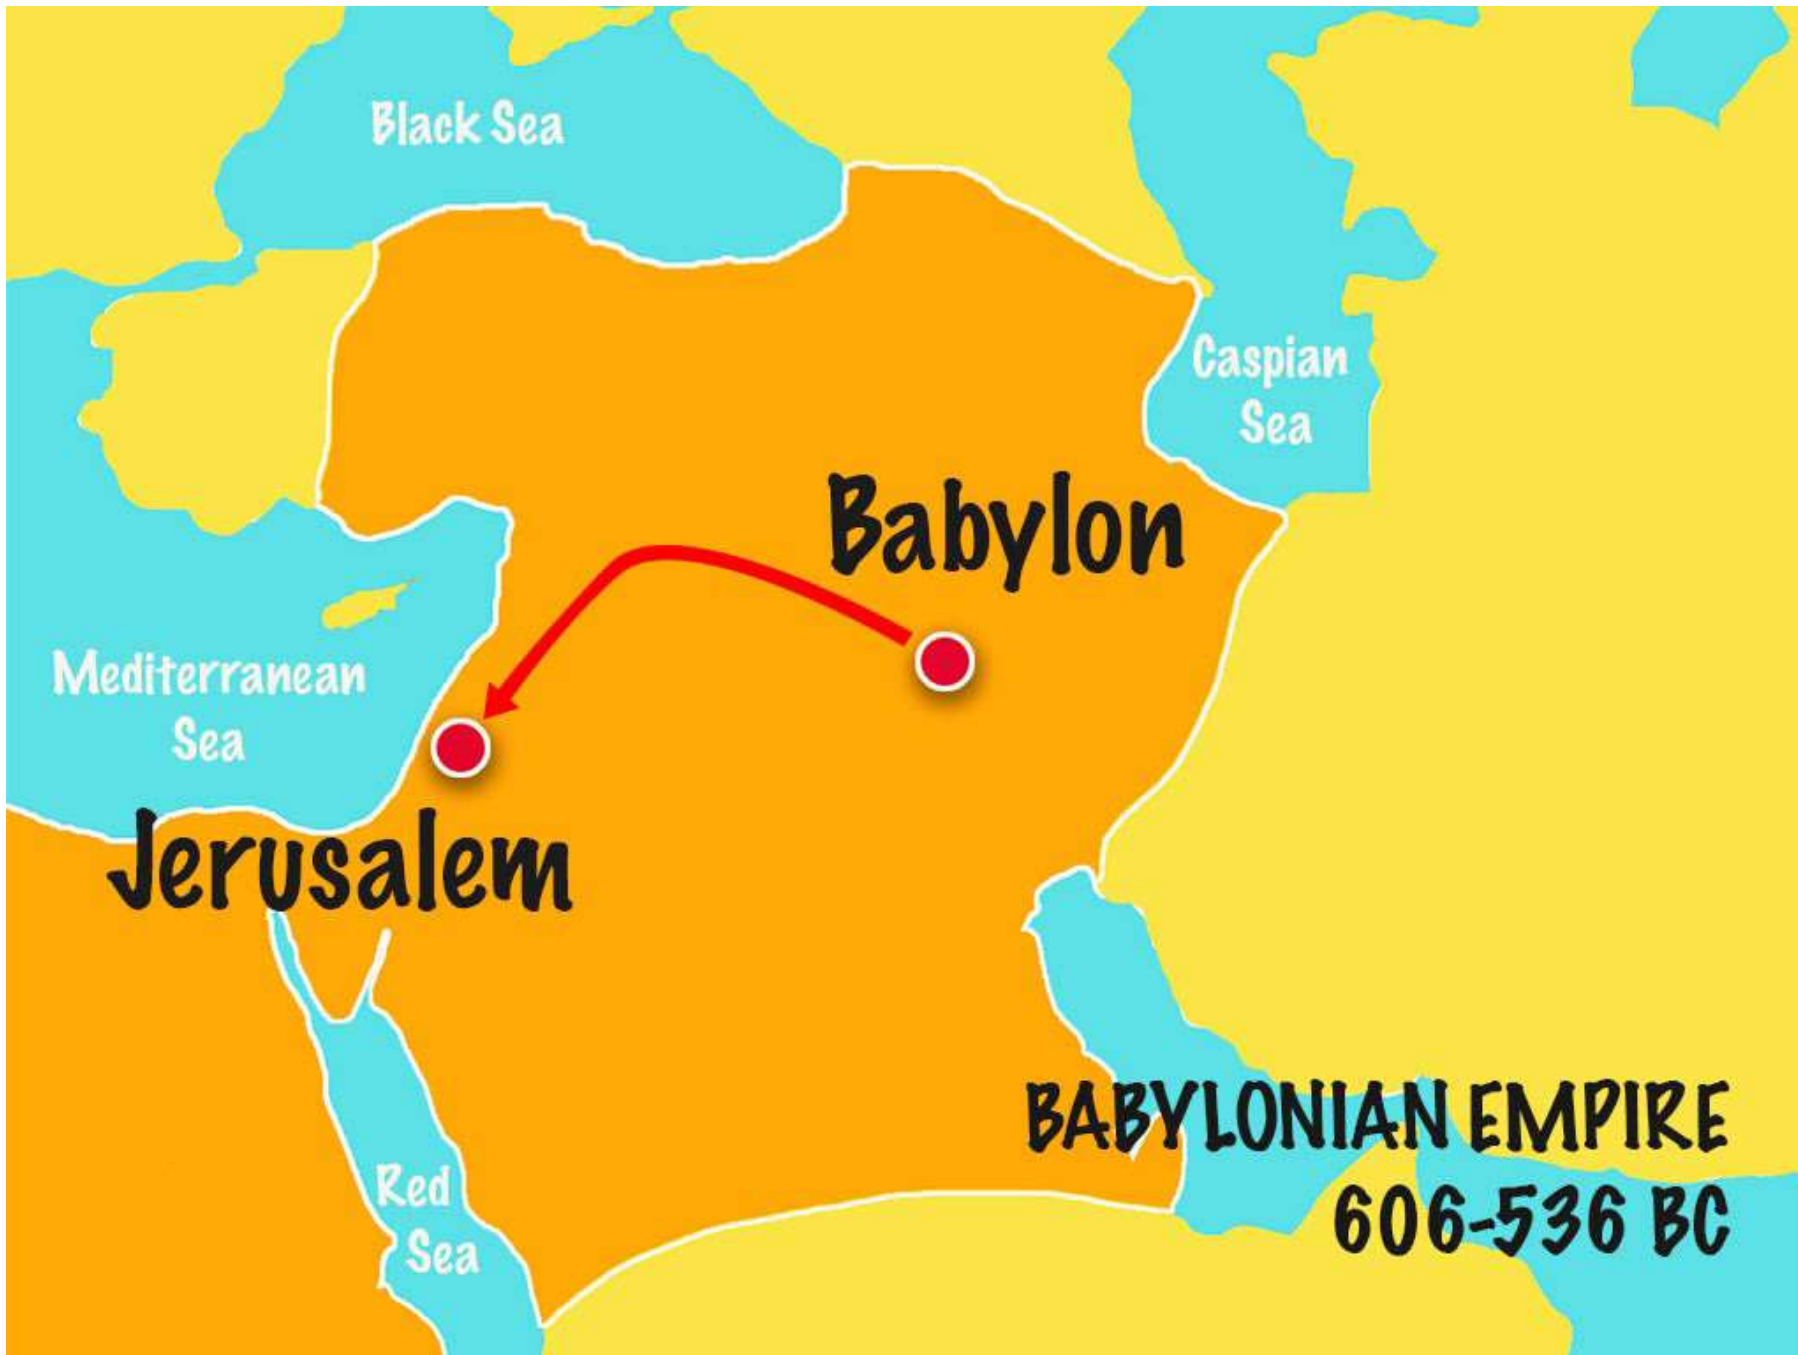 Black Sea
Caspian
Sea
Babylon
Mediterranean
Sea
Jerusalem
BABYLONIAN EMPIRE
606-536 BC
Red
Sea